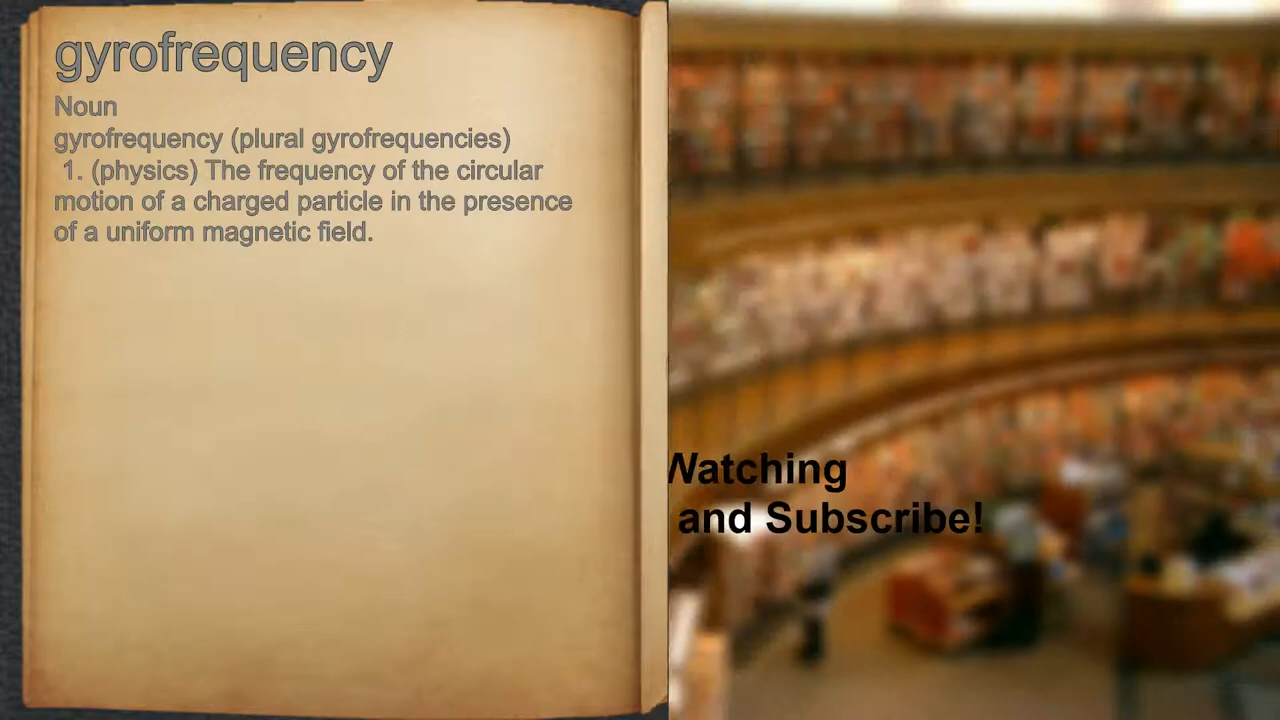 gyrofrequency
Noun
gyrofrequency (plural gyrofrequencies)
1. (physics) The frequency of the circular
motion of a charged particle in the presence
of a uniform magnetic field.
Watching
and Subscribe!